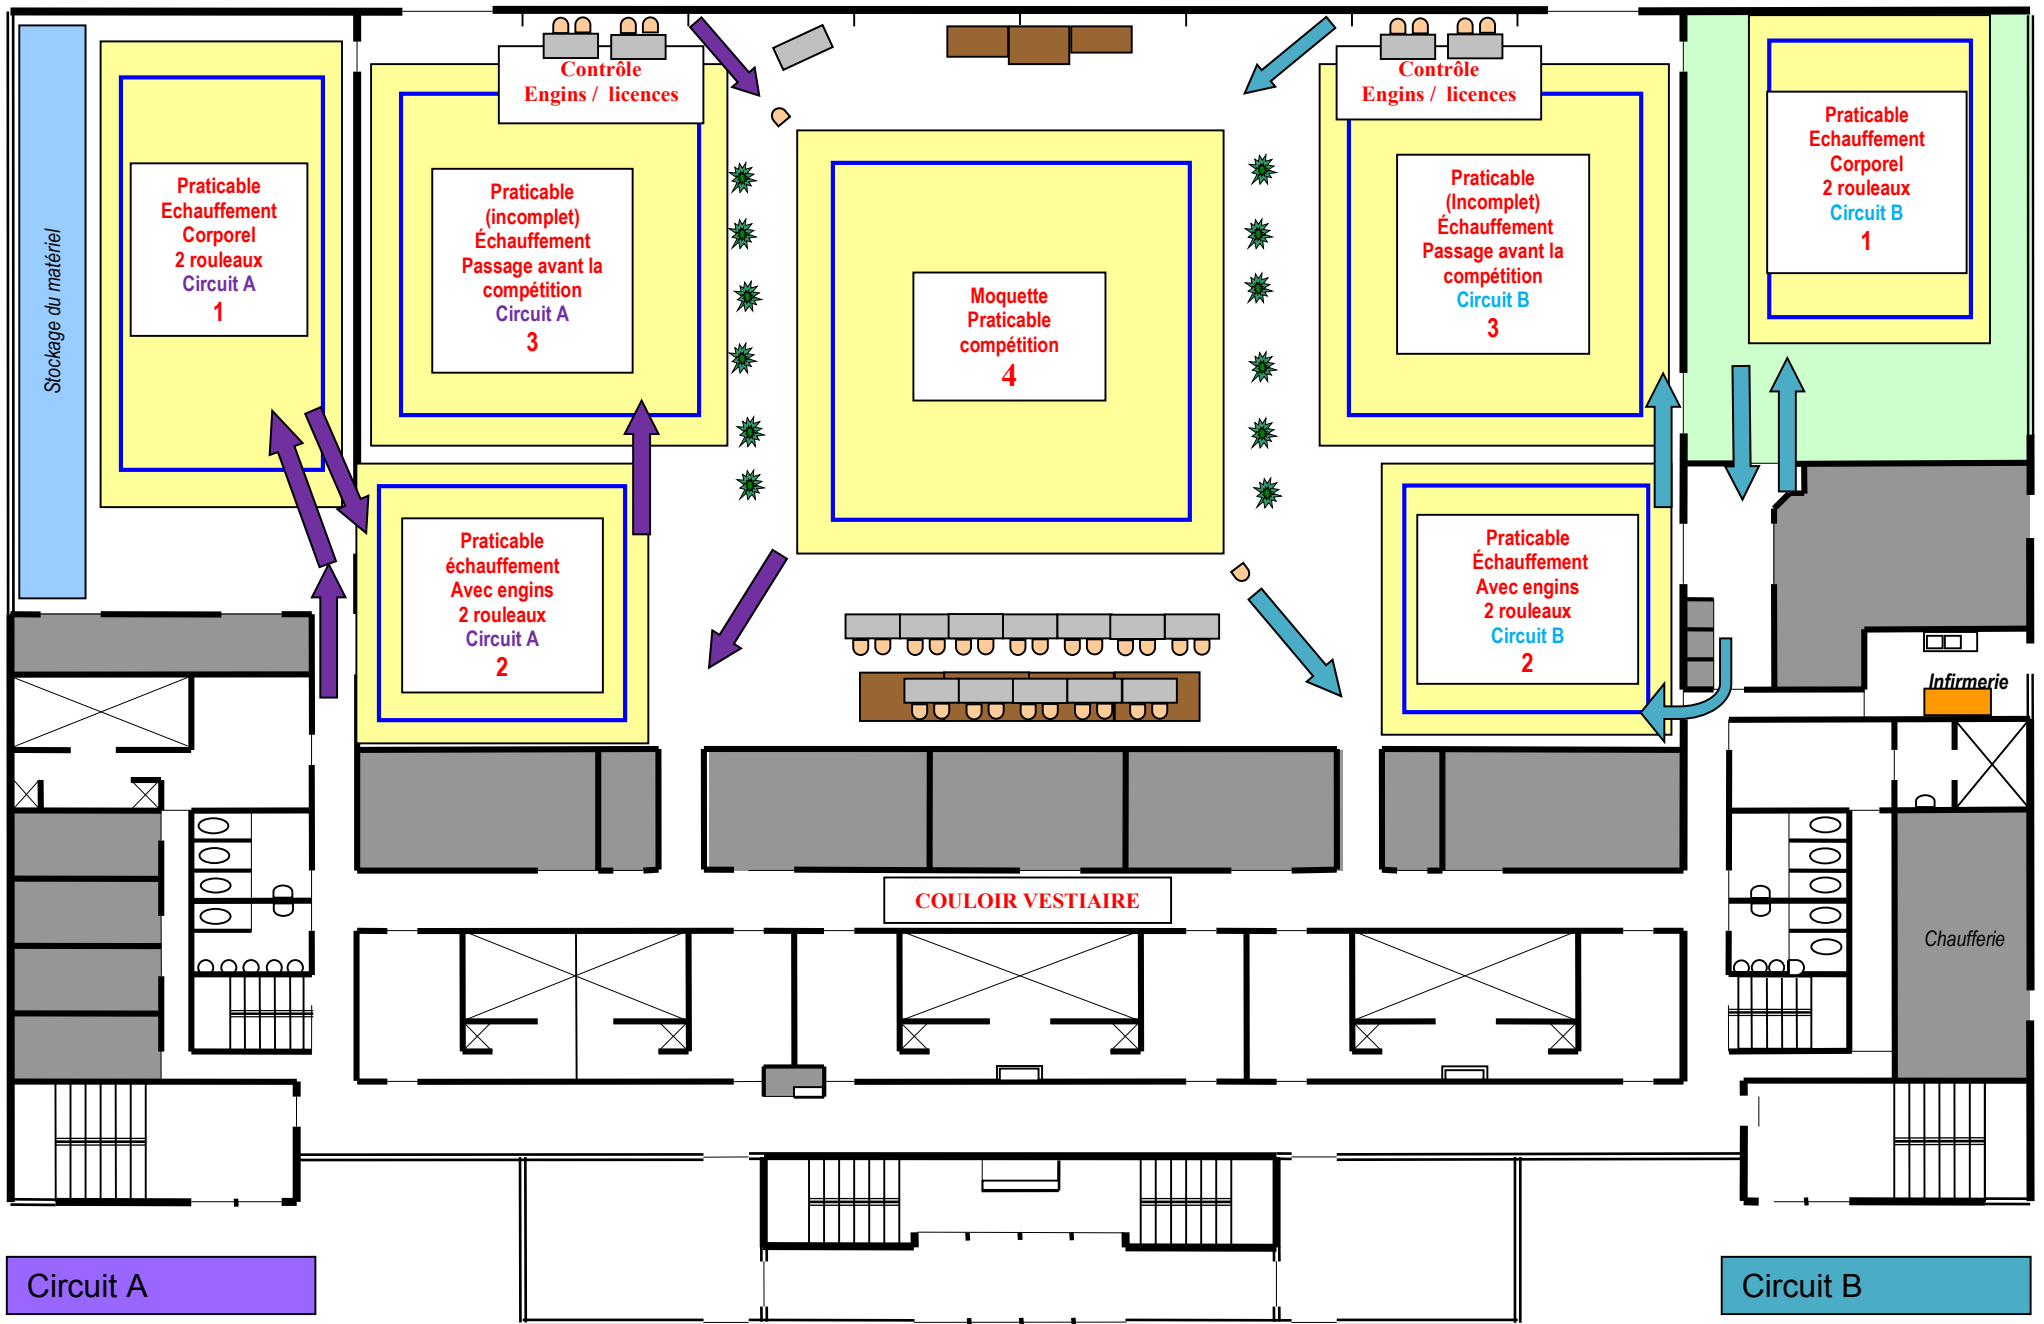 Contrôle
Engins / licences
Contrôle
Engins / licences
Stockage du matériel
Praticable
Echauffement
Corporel
2 rouleaux
Circuit A
1
Praticable
(incomplet)
Échauffement
Passage avant la
compétition
Circuit A
3
Moquette
Praticable
compétition
4
Praticable
(Incomplet)
Échauffement
Passage avant la
compétition
Circuit B
3
Praticable
Echauffement
Corporel
2 rouleaux
Circuit B
1
Praticable
échauffement
Avec engins
2 rouleaux
Circuit A
2
Praticable
Échauffement
Avec engins
2 rouleaux
Circuit B
2
Infirmerie
COULOIR VESTIAIRE
Chaufferie
Circuit A
Circuit B